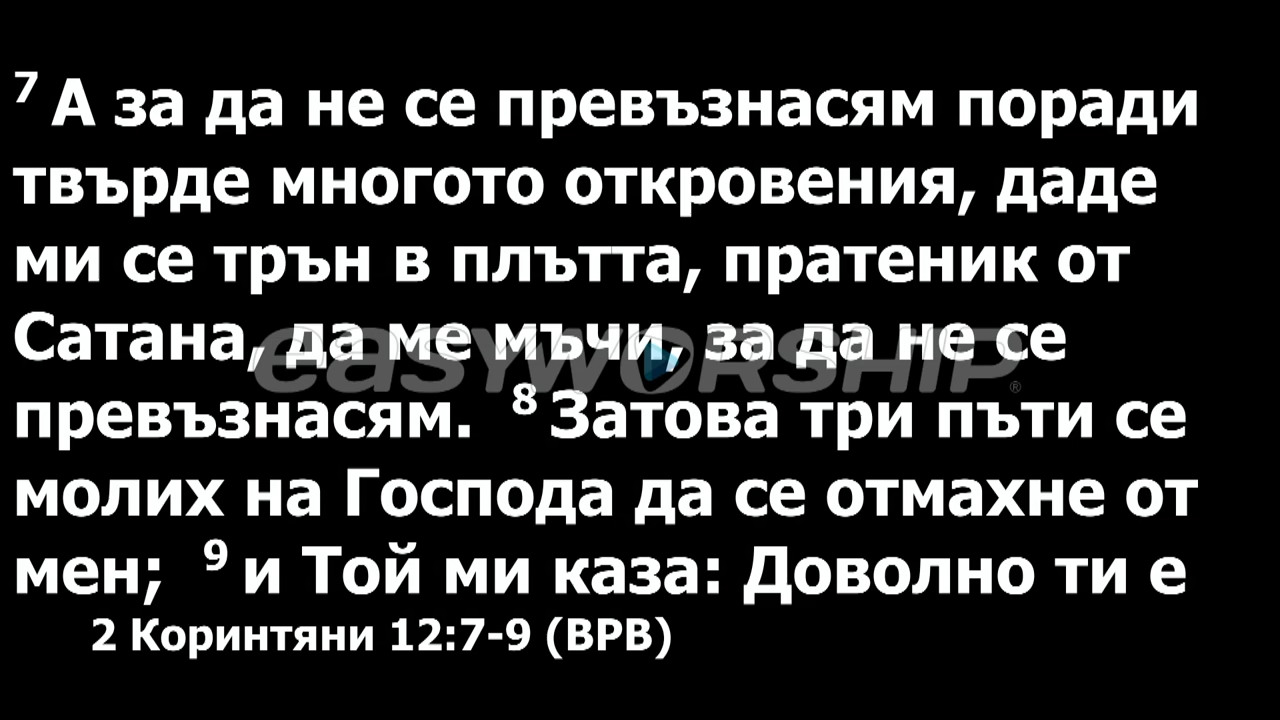 7 А за да не се превъзнасям поради
твърде многото откровения, даде
ми се трън в плътта, пратеник от
Сатана, да ме мъчи, за да не се
easyworship®
превъзнасям. 8 Затова три пъти се
молих на Господа да се отмахне от
мен; 9 и Той ми каза: Доволно ти е
2 Коринтяни 12:7-9 (ВРВ)